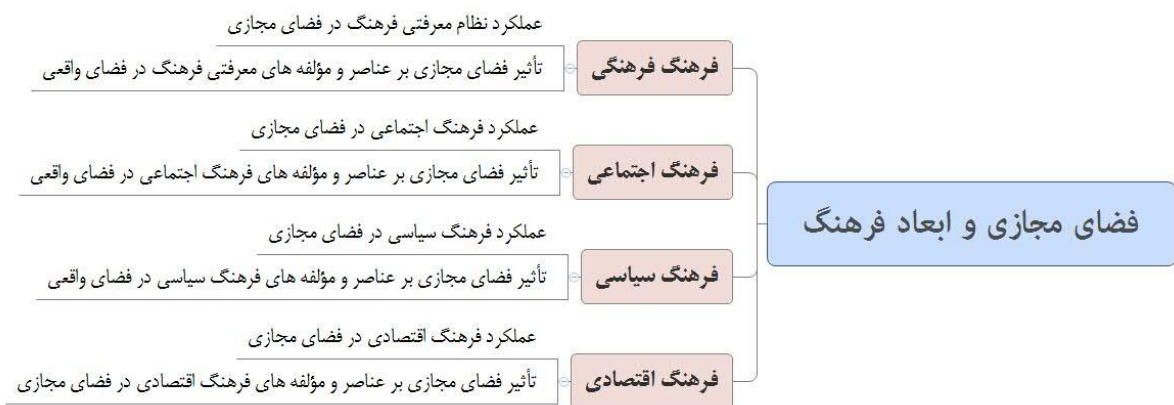 فضای مجازی و ابعاد فرهنگ
فرهنگ فرهنگی
عملکرد نظام معرفتی فرهنگ در فضای مجازی
تأثیر فضای مجازی بر عناصر و مؤلفه های معرفتی فرهنگ در فضای واقعی
فرهنگ اجتماعی
عملکرد فرهنگ اجتماعی در فضای مجازی
تأثیر فضای مجازی بر عناصر و مؤلفه های فرهنگ اجتماعی در فضای واقعی
فرهنگ سیاسی
عملکرد فرهنگ سیاسی در فضای مجازی
تأثیر فضای مجازی بر عناصر و مؤلفه های فرهنگ سیاسی در فضای واقعی
فرهنگ اقتصادی
عملکرد فرهنگ اقتصادی در فضای مجازی
تأثیر فضای مجازی بر عناصر و مؤلفه های فرهنگ اقتصادی در فضای مجازی